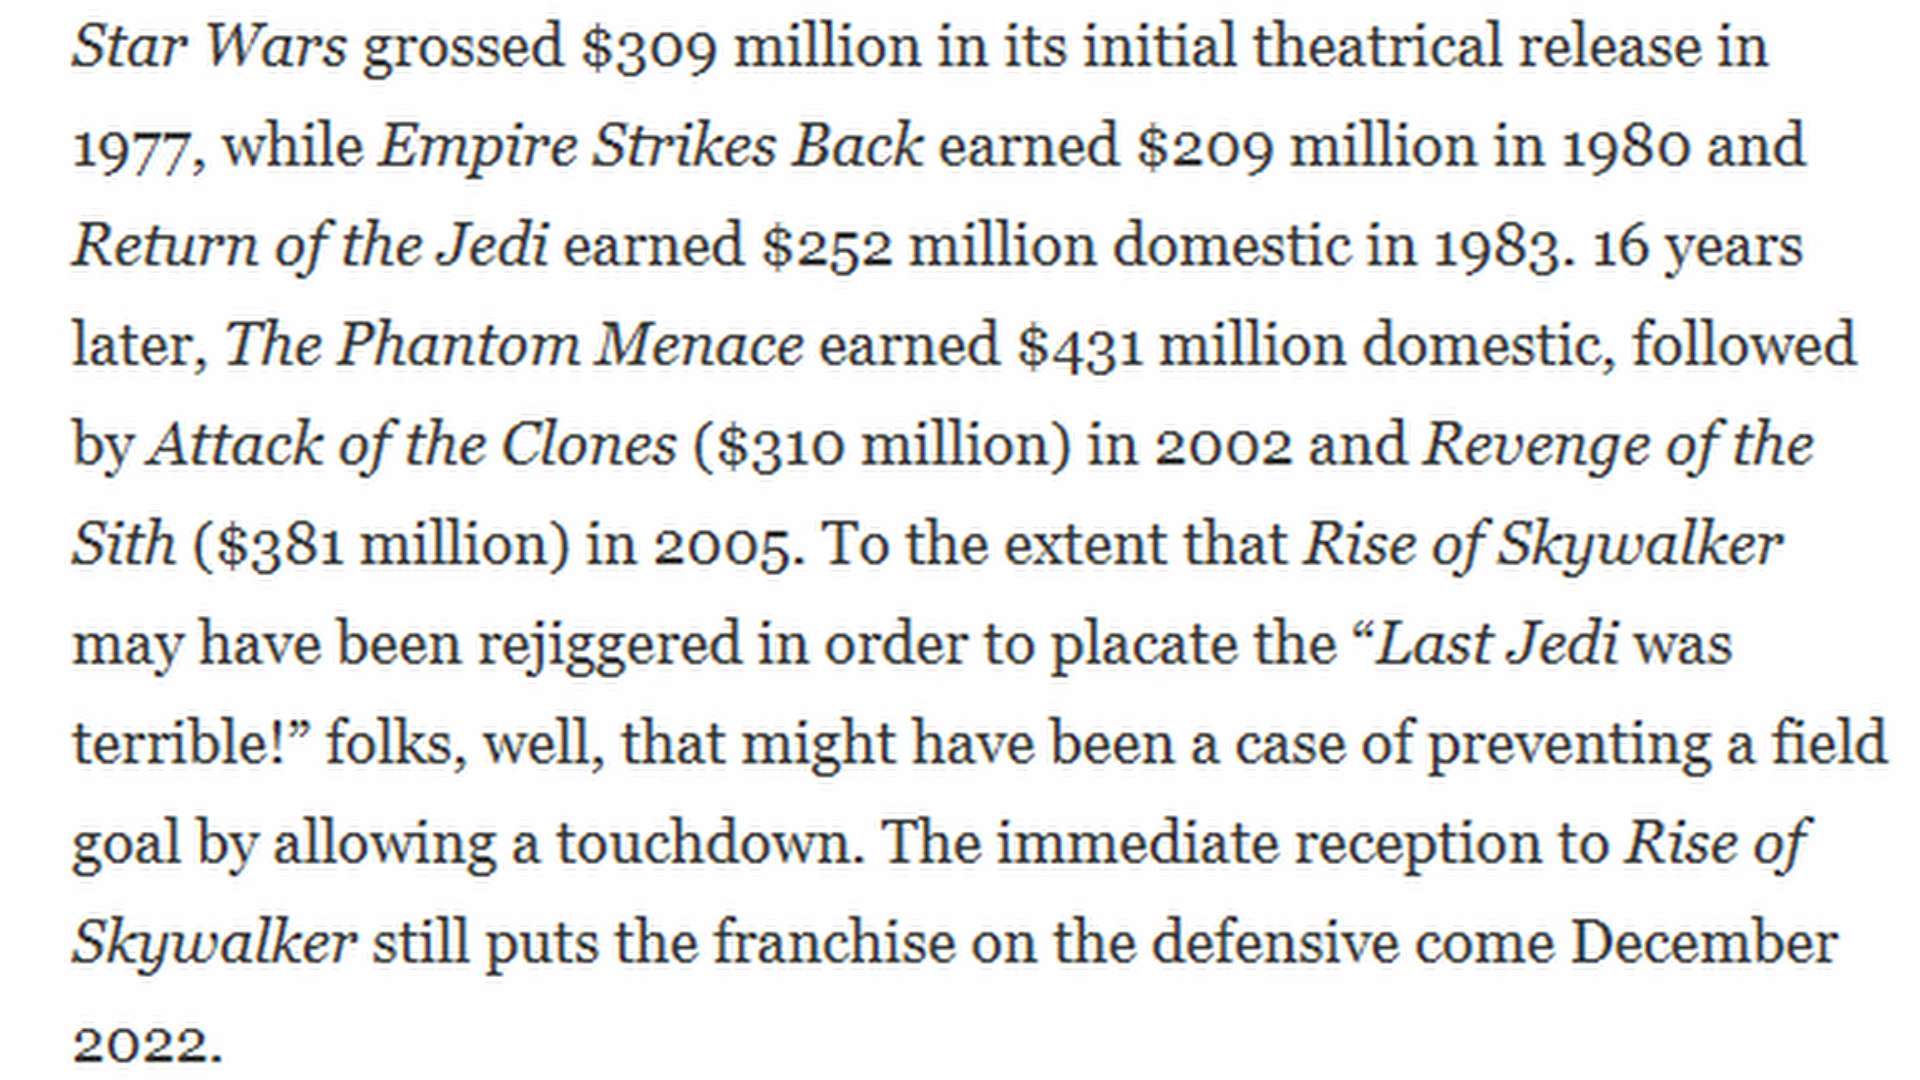 Star Wars grossed $309 million in its initial theatrical release in
1977, while Empire Strikes Back earned $209 million in 1980 and
Return of the Jedi earned $252 million domestic in 1983. 16 years
later, The Phantom Menace earned $431 million domestic, followed
by Attack of the Clones ($310 million) in 2002 and Revenge of the
Sith ($381 million) in 2005. To the extent that Rise of Skywalker
may have been rejiggered in order to placate the “Last Jedi was
terrible!” folks, well, that might have been a case of preventing a field
goal by allowing a touchdown. The immediate reception to Rise of
Skywalker still puts the franchise on the defensive come December
2022.